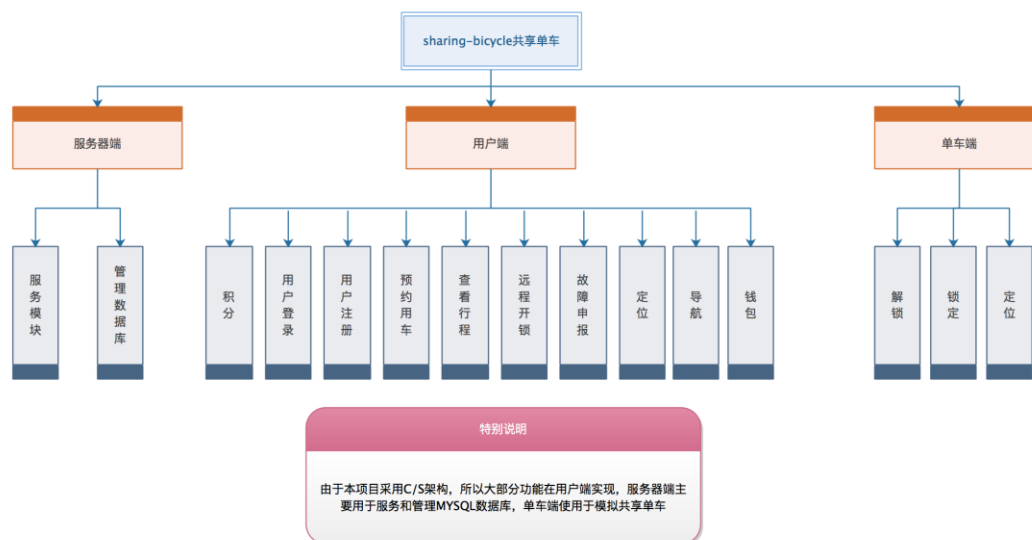 sharing-bicycle共享单车
服务器端
用户端
单车端
服务模块
管理数据库
积分
用户登录
用户注册
预约用车
查看行程
远程开锁
故障申报
定位
导航
钱包
解锁
锁定
定位
特别说明
由于本项目采用C/S架构，所以大部分功能在用户端实现，服务器端主
要用于服务和管理MYSQL数据库，单车端使用于模拟共享单车